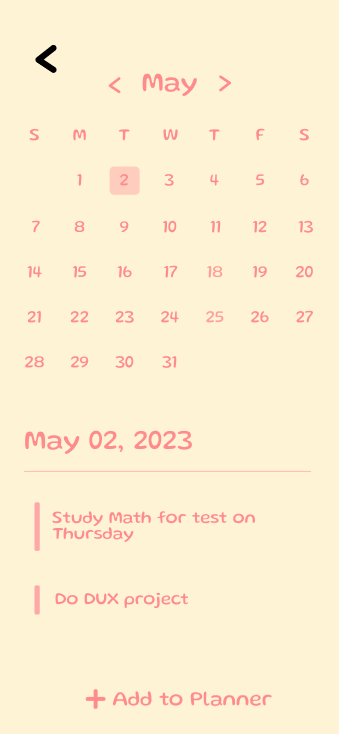 < May >
S M T W T F S
1 2 3 4 5 6
7 8 9 10 11 12 13
14 15 16 17 18 19 20
21 22 23 24 25 26 27
28 29 30 31
May 02, 2023
Study Math for test on
Thursday
Do DUX project
+ Add to Planner